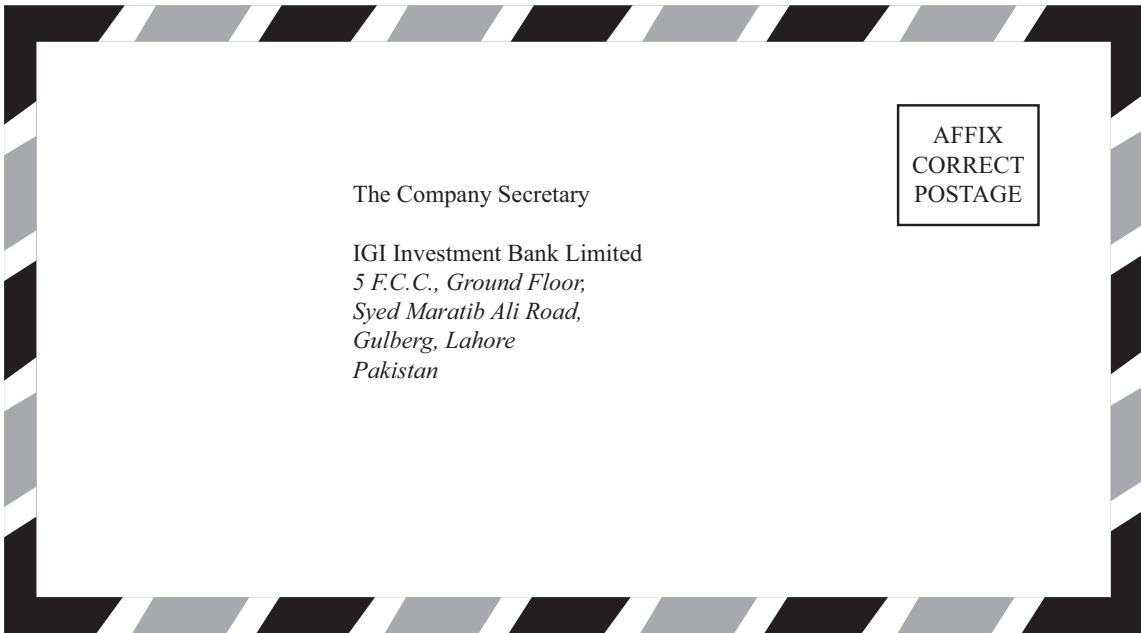 AFFIX
CORRECT
POSTAGE
The Company Secretary
IGI Investment Bank Limited
5 F.C.C., Ground Floor,
Syed Maratib Ali Road,
Gulberg, Lahore
Pakistan